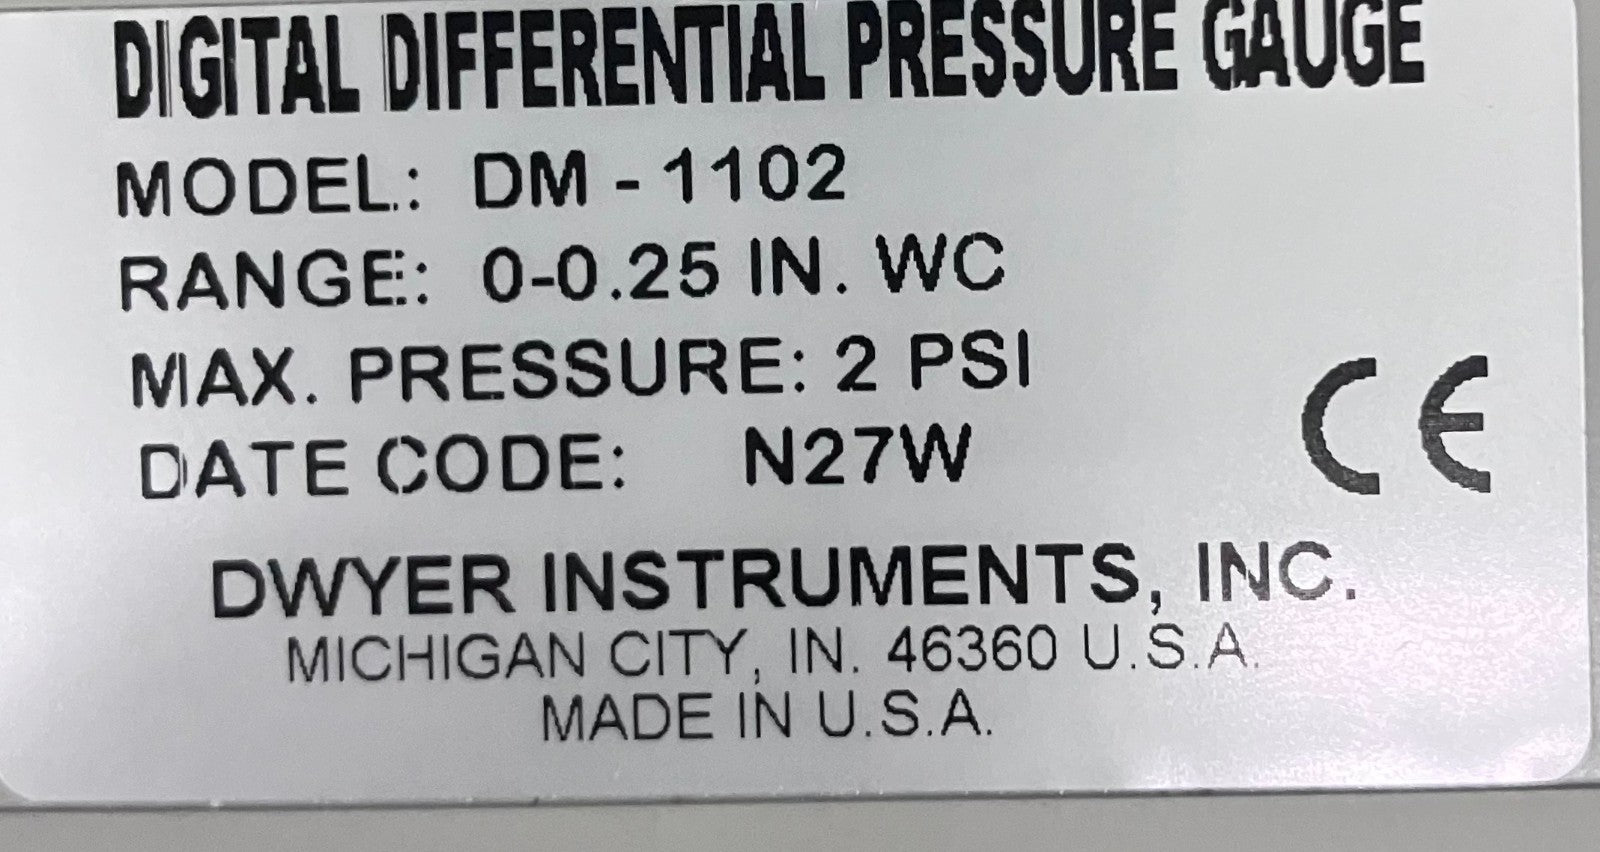 DIGITAL DIFFERENTIAL PRESSURE GAUGE
MODEL: DM - 1102
RANGE: 0-0.25 IN. WC
MAX. PRESSURE: 2 PSI
DATE CODE: N27W
CE
DWYER INSTRUMENTS, INC.
MICHIGAN CITY, IN. 46360 U.S.A.
MADE IN U.S.A.